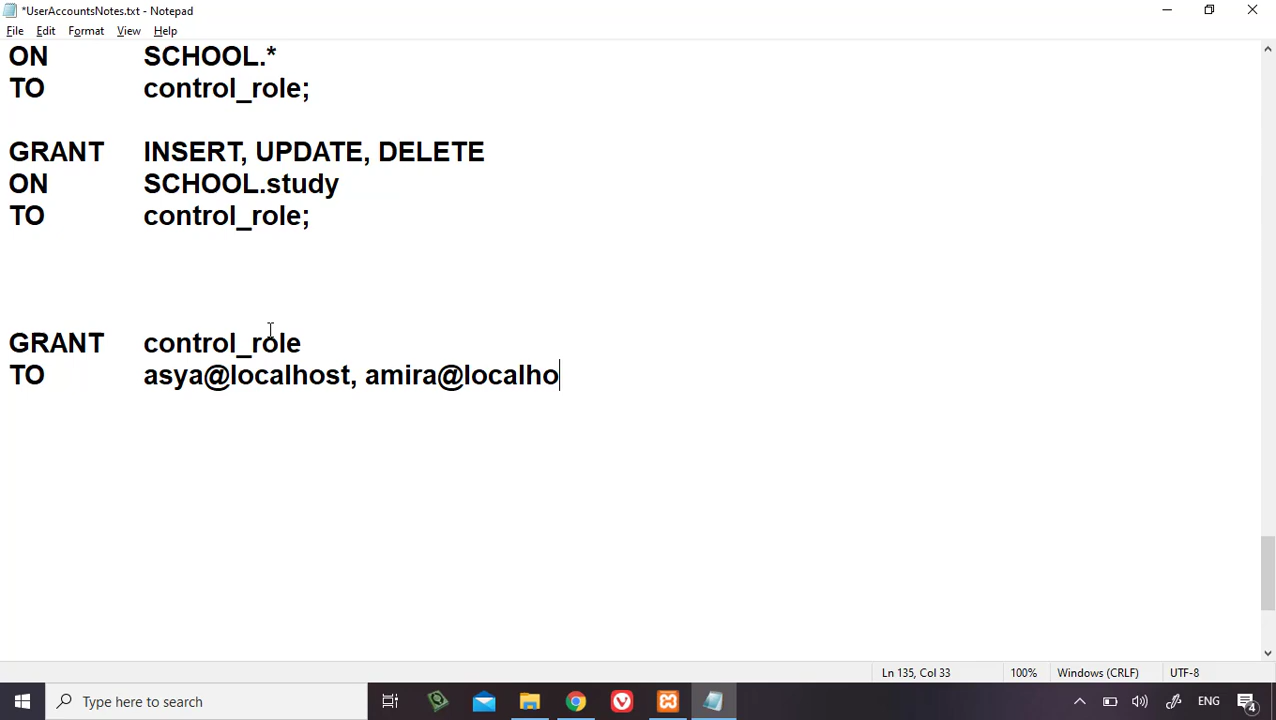 *UserAccountsNotes.txt - Notepad
File Edit Format View Help
ON SCHOOL.*
TO control_role;
GRANT INSERT, UPDATE, DELETE
ON SCHOOL.study
TO control_role;
GRANT control_role
TO asya@localhost, amira@localho
Ln 135, Col 33 100% Windows (CRLF) UTF-8
Type here to search ENG 4